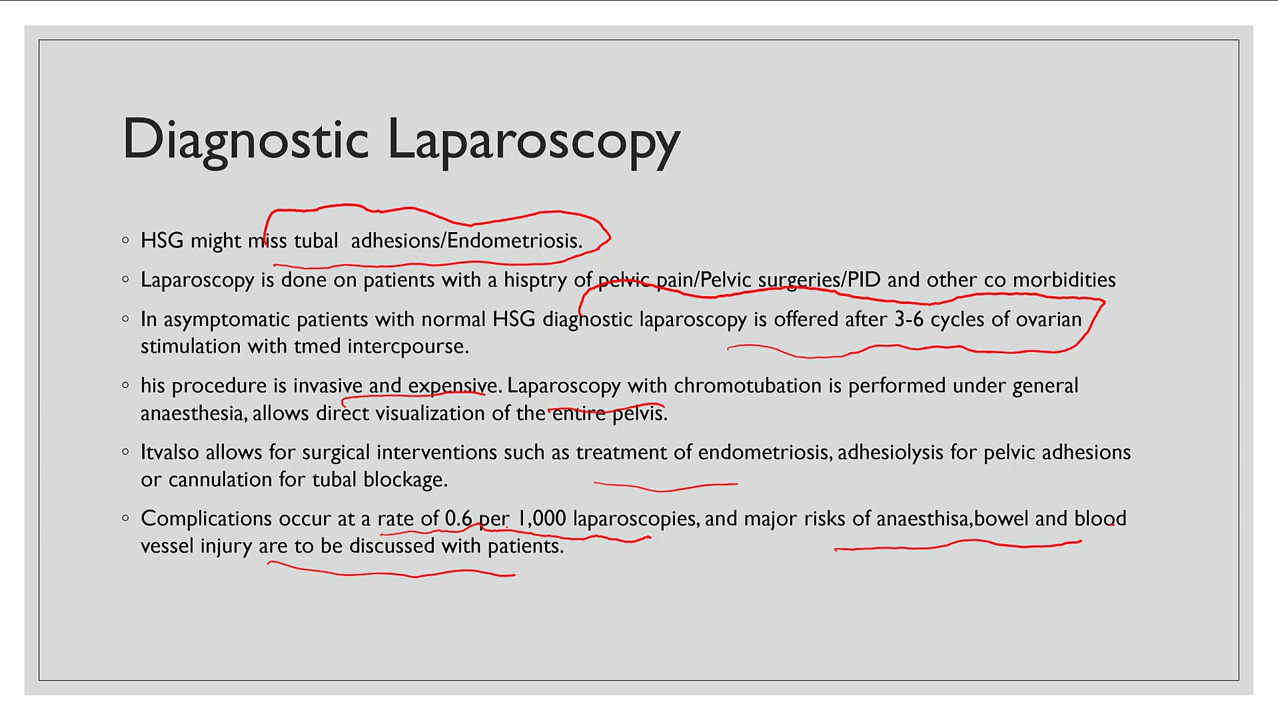 Diagnostic Laparoscopy
◦ HSG might miss tubal adhesions/Endometriosis.
◦ Laparoscopy is done on patients with a hisptry of pelvic pain/Pelvic surgeries/PID and other co morbidities
◦ In asymptomatic patients with normal HSG diagnostic laparoscopy is offered after 3-6 cycles of ovarian
stimulation with tmed intercpourse.
◦ his procedure is invasive and expensive. Laparoscopy with chromotubation is performed under general
anaesthesia, allows direct visualization of the entire pelvis.
◦ Itvalso allows for surgical interventions such as treatment of endometriosis, adhesiolysis for pelvic adhesions
or cannulation for tubal blockage.
◦ Complications occur at a rate of 0.6 per 1,000 laparoscopies, and major risks of anaesthisa,bowel and blood
vessel injury are to be discussed with patients.